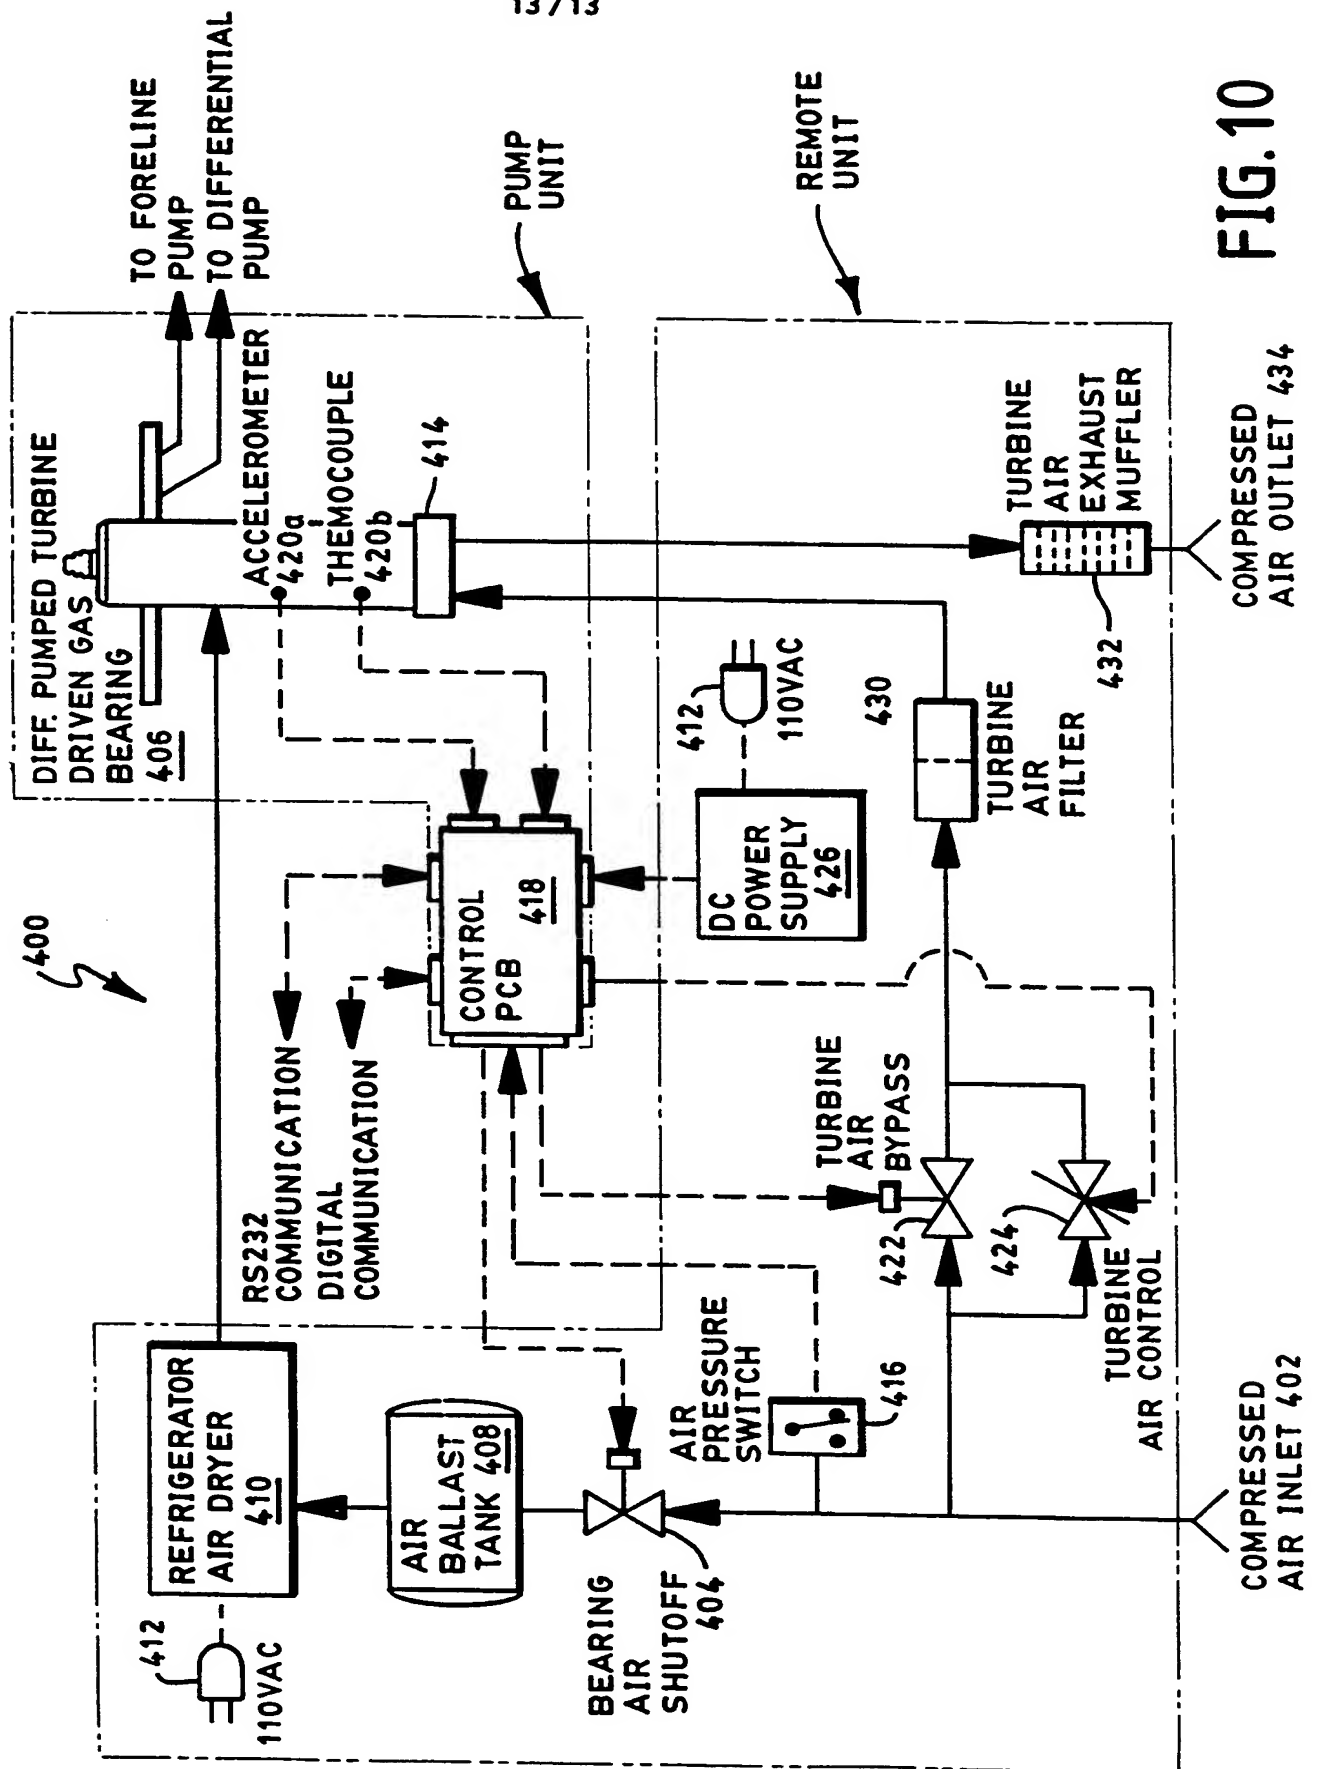 13/13
400
DIFF. PUMPED TURBINE
DRIVEN GAS
BEARING
406
TO FORELINE
PUMP
TO DIFFERENTIAL
PUMP
ACCELEROMETER
420a
THEMOCOUPLE
420b
414
PUMP
UNIT
REMOTE
UNIT
REFRIGERATOR
AIR DRYER
410
412
110VAC
RS232
COMMUNICATION
DIGITAL
COMMUNICATION
CONTROL
PCB
418
AIR
BALLAST
TANK 408
BEARING
AIR
SHUTOFF
404
AIR
PRESSURE
SWITCH
416
TURBINE
AIR
BYPASS
422
424
TURBINE
AIR CONTROL
DC
POWER
SUPPLY
426
412
110VAC
430
TURBINE
AIR
FILTER
432
TURBINE
AIR
EXHAUST
MUFFLER
COMPRESSED
AIR INLET 402
COMPRESSED
AIR OUTLET 434
FIG.10